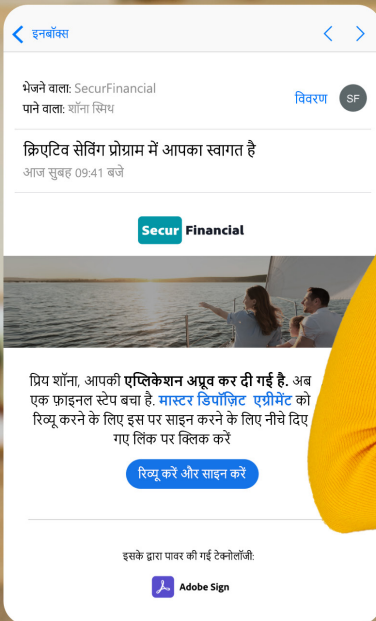 इनबॉक्स
भेजने वाला: SecurFinancial
पाने वाला: शॉना स्मिथ
विवरण
SF
क्रिएटिव सेविंग प्रोग्राम में आपका स्वागत है
आज सुबह 09:41 बजे
Secur Financial
प्रिय शॉना, आपकी एप्लिकेशन अप्रूव कर दी गई है. अब
एक फ़ाइनल स्टेप बचा है. मास्टर डिपॉज़िट एग्रीमेंट को
रिव्यू करने के लिए इस पर साइन करने के लिए नीचे दिए
गए लिंक पर क्लिक करें
रिव्यू करें और साइन करें
इसके द्वारा पावर की गई टेक्नोलॉजी:
Adobe Sign